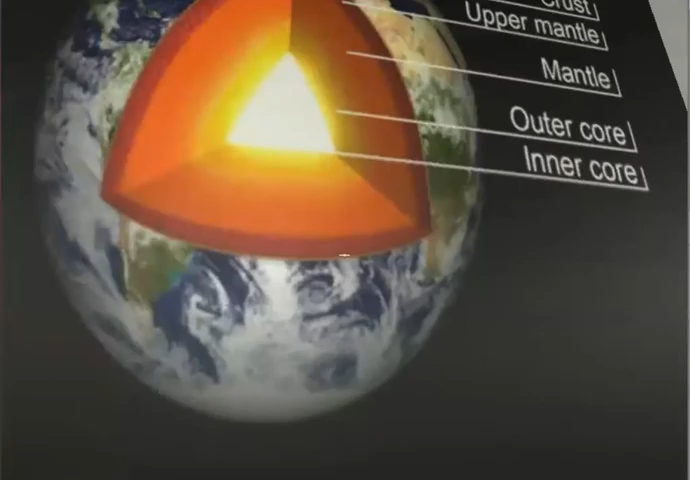 Crust
Upper mantle
Mantle
Outer core
Inner core